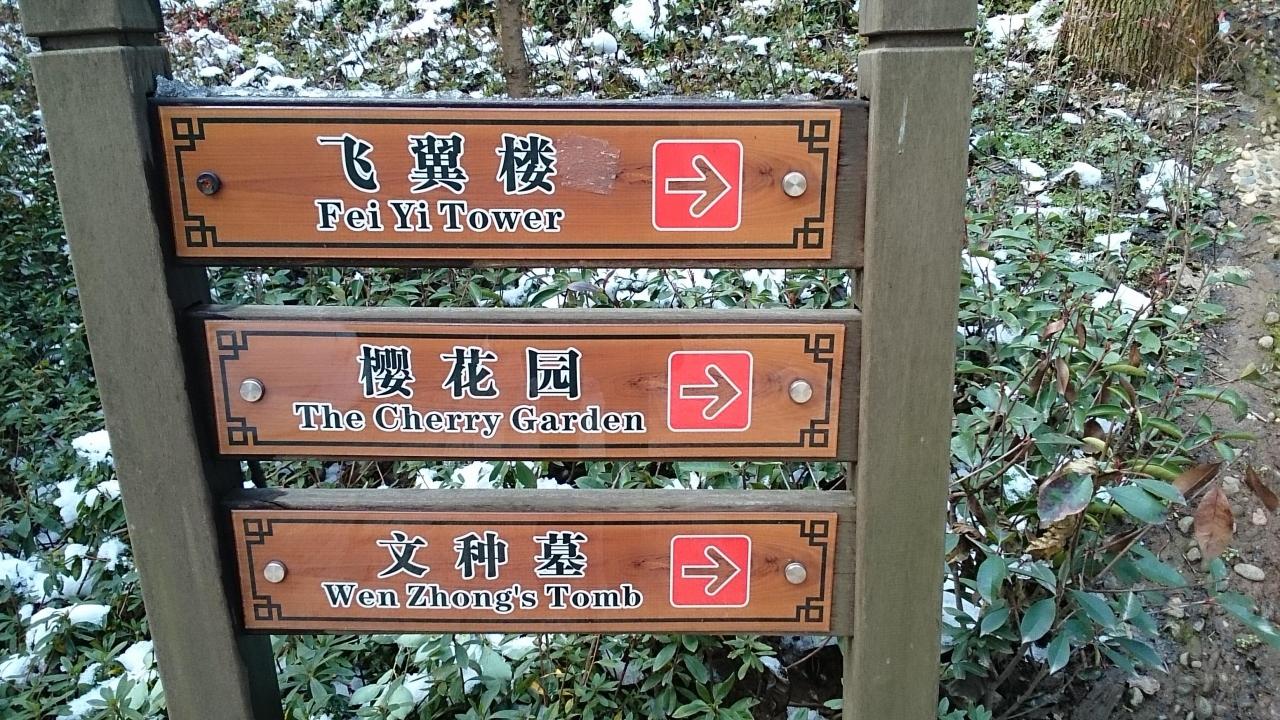 飞翼楼
Fei Yi Tower
樱花园
The Cherry Garden
文种墓
Wen Zhong's Tomb